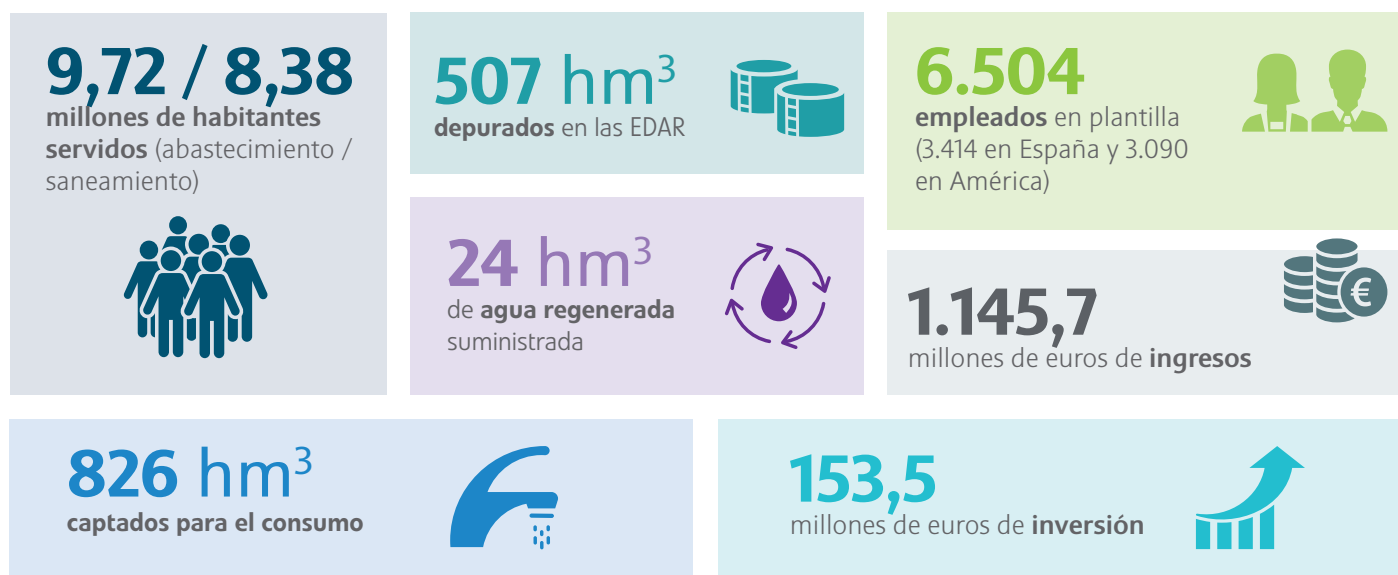 9,72 / 8,38
millones de habitantes
servidos (abastecimiento /
saneamiento)
507 hm³
depurados en las EDAR
24 hm³
de agua regenerada
suministrada
6.504
empleados en plantilla
(3.414 en España y 3.090
en América)
1.145,7
millones de euros de ingresos
€
826 hm³
captados para el consumo
153,5
millones de euros de inversión